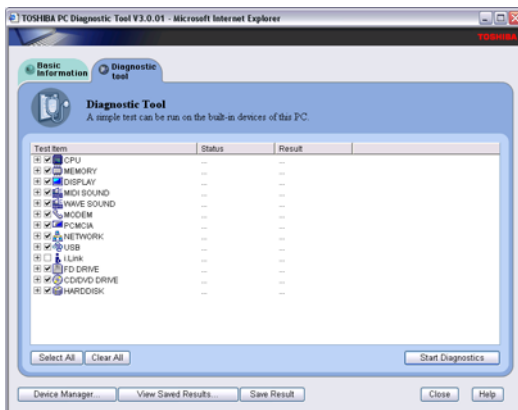 TOSHIBA PC Diagnostic Tool V3.0.01 - Microsoft Internet Explorer
TOSHIBA
Basic
Information
Diagnostic
tool
Diagnostic Tool
A simple test can be run on the built-in devices of this PC.
Test Item Status Result
CPU ... ...
MEMORY ... ...
DISPLAY ... ...
MIDI SOUND ... ...
WAVE SOUND ... ...
MODEM ... ...
PCMCIA ... ...
NETWORK ... ...
USB ... ...
i.Link ... ...
FD DRIVE ... ...
CD/DVD DRIVE ... ...
HARDDISK ... ...
Select All Clear All Start Diagnostics
Device Manager... View Saved Results... Save Result Close Help